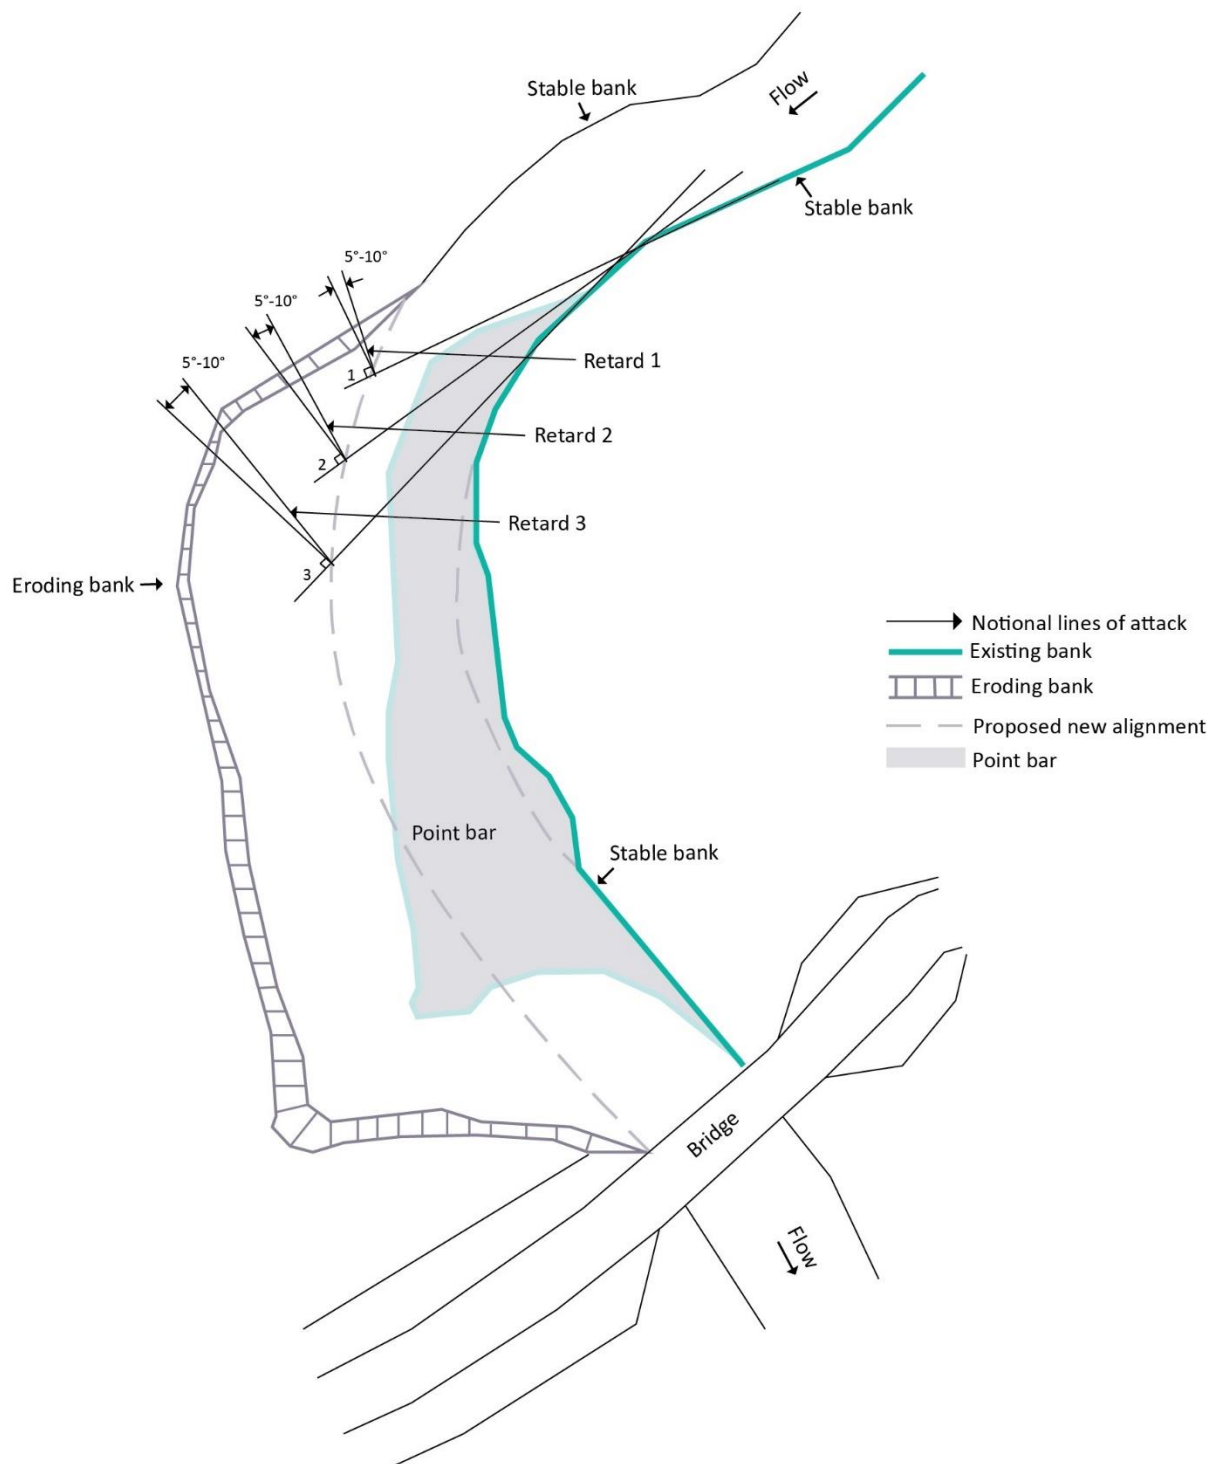 Stable bank
Flow
Stable bank
5°-10°
5°-10°
5°-10°
Retard 1
1
Retard 2
2
Retard 3
3
Eroding bank
Notional lines of attack
Existing bank
Eroding bank
Proposed new alignment
Point bar
Point bar
Stable bank
Bridge
Flow